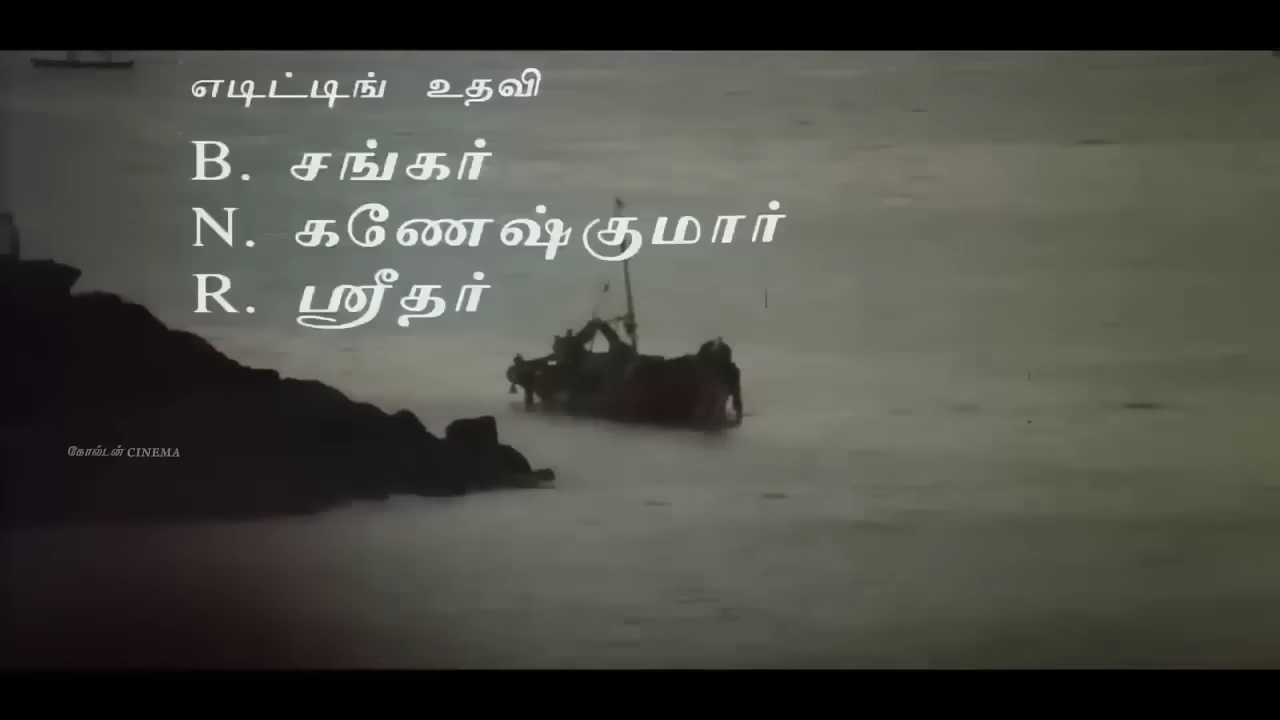 எடிட்டிங் உதவி
B. சங்கர்
N. கணேஷ்குமார்
R. ஸ்ரீதர்
கோல்டன் CINEMA